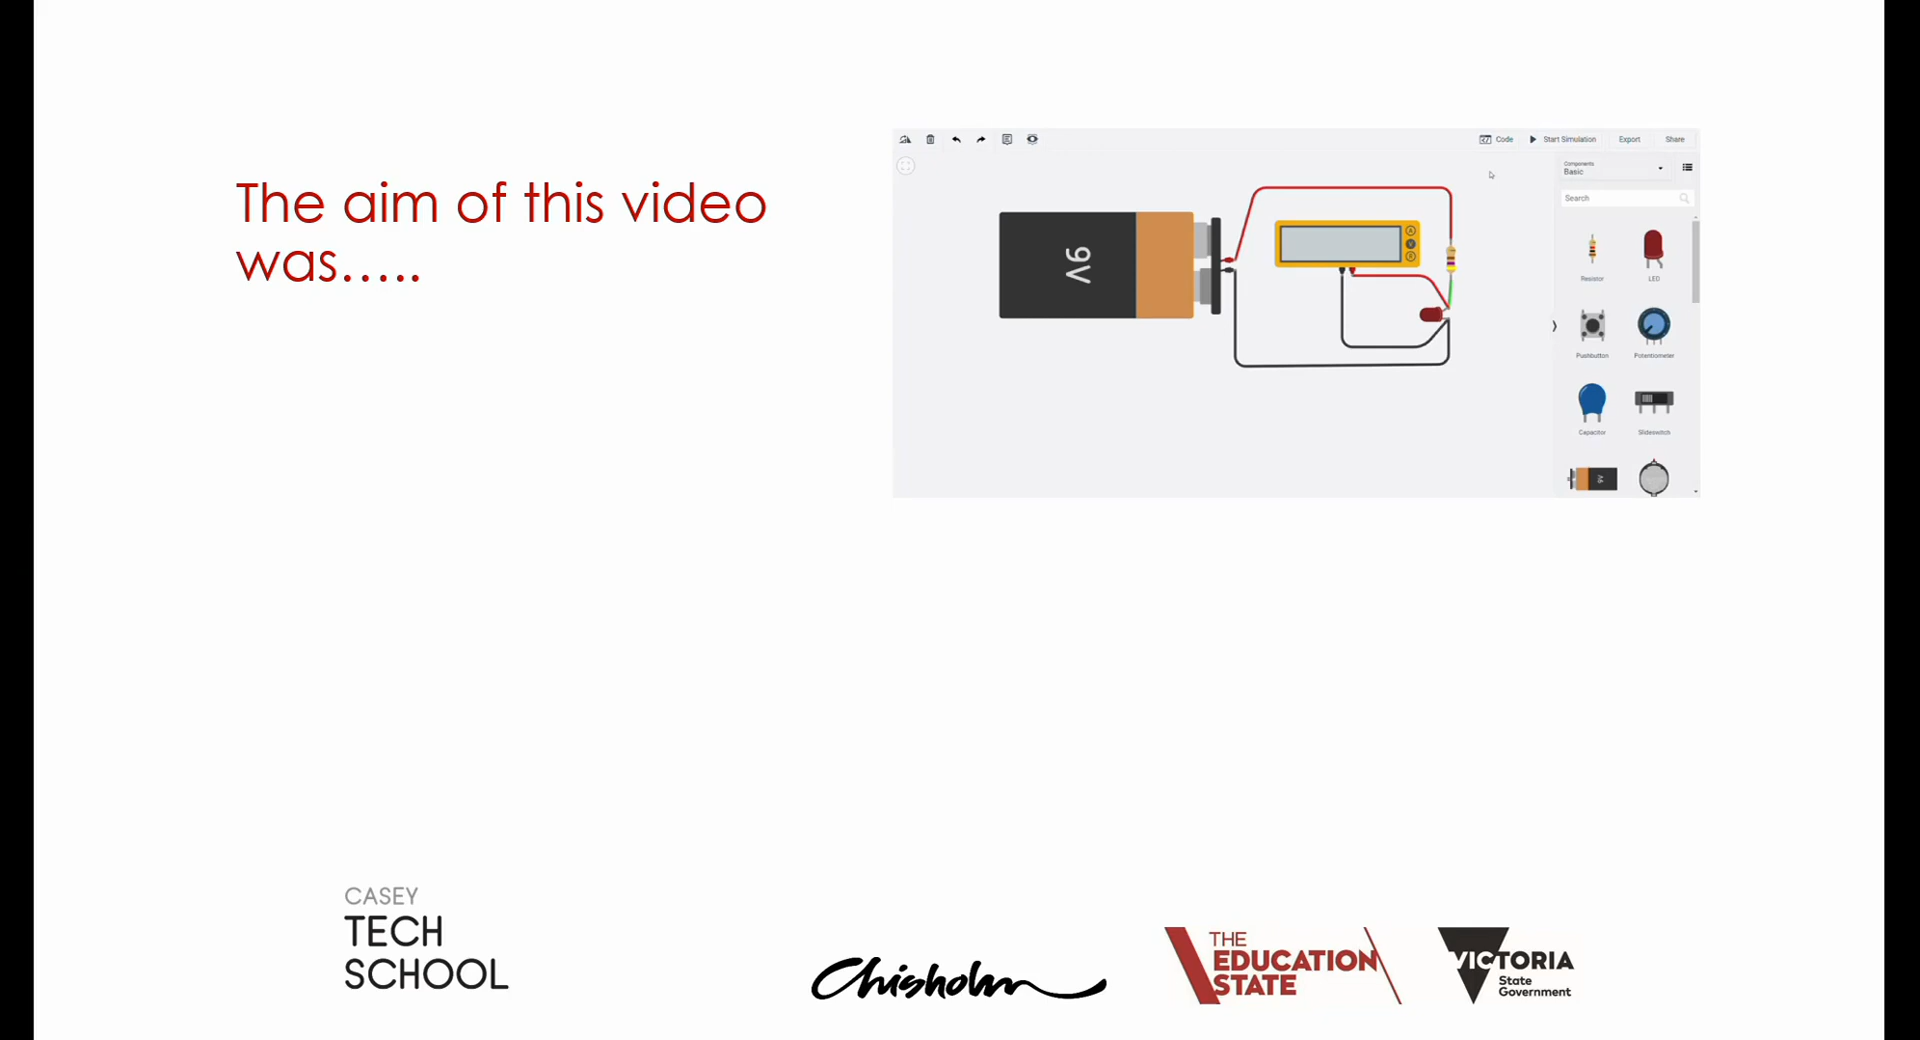 The aim of this video
was.....
Code
Start Simulation
Export
Share
Components
Basic
Search
9V
A
V
R
Resistor
LED
Pushbutton
Potentiometer
Capacitor
Slideswitch
9V
CASEY
TECH
SCHOOL
Chisholm
THE
EDUCATION
STATE
VICTORIA
State
Government